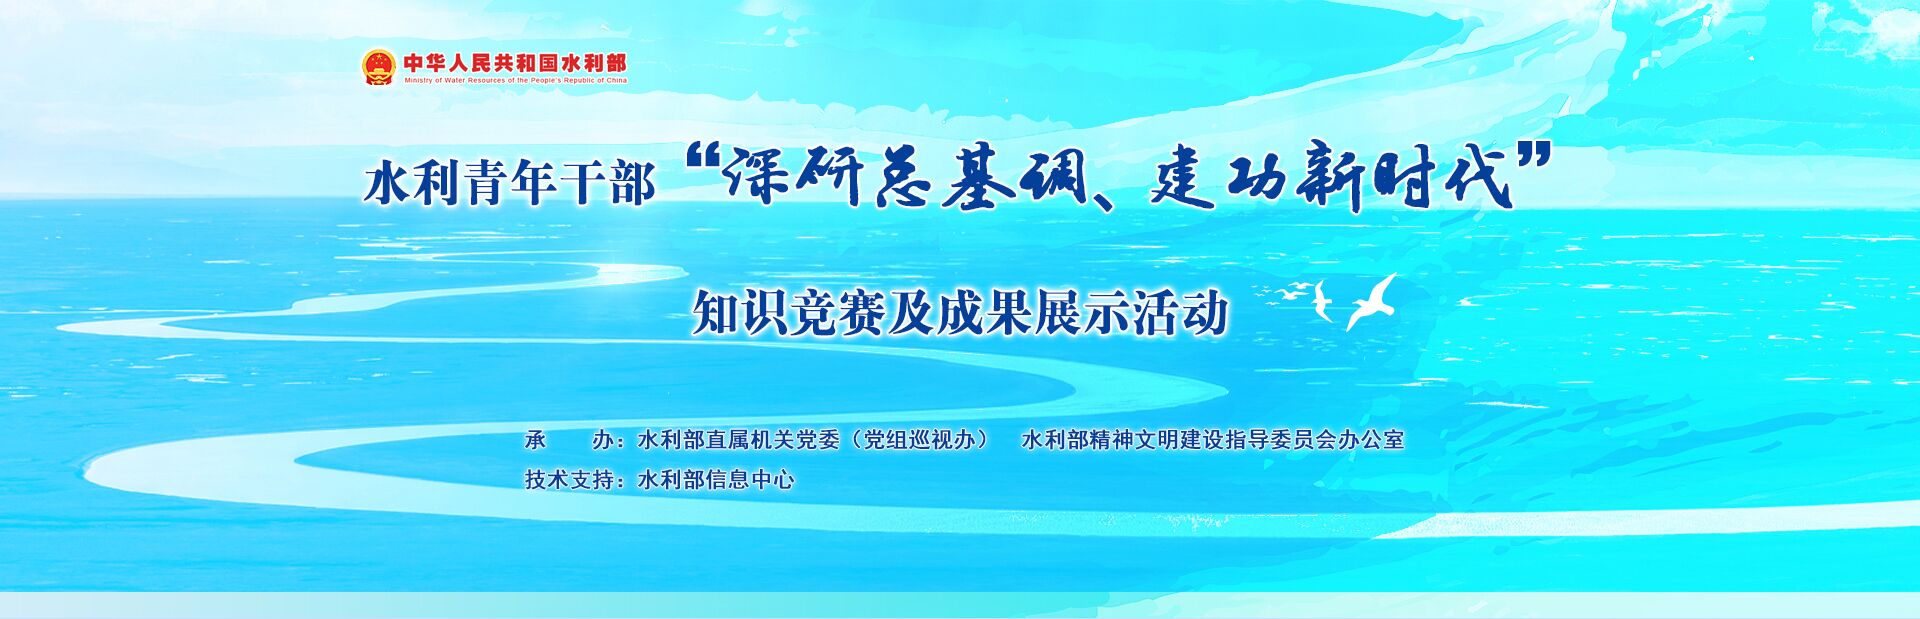 中华人民共和国水利部
Ministry of Water Resources of the People's Republic of China
水利青年干部“深研总基调、建功新时代”
知识竞赛及成果展示活动
承 办：水利部直属机关党委（党组巡视办） 水利部精神文明建设指导委员会办公室
技术支持：水利部信息中心